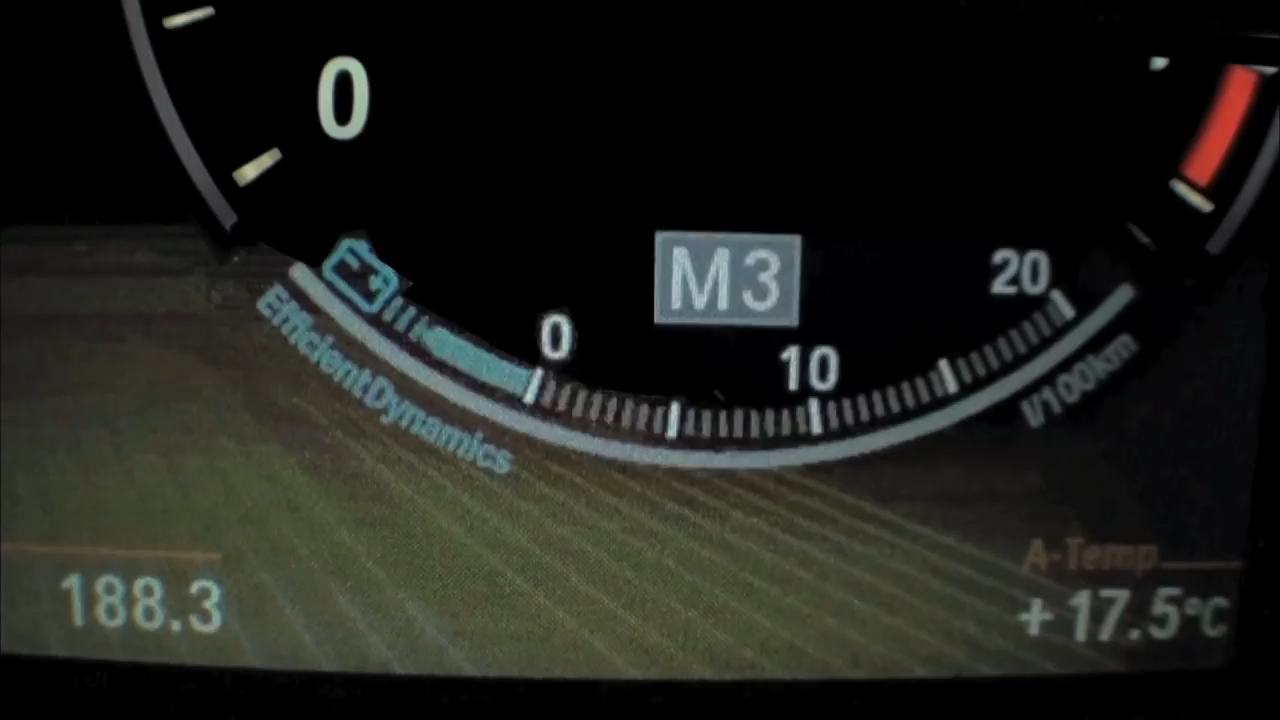 0
M3
20
0
10
EfficientDynamics
l/100km
A-Temp
188.3
+17.5°C